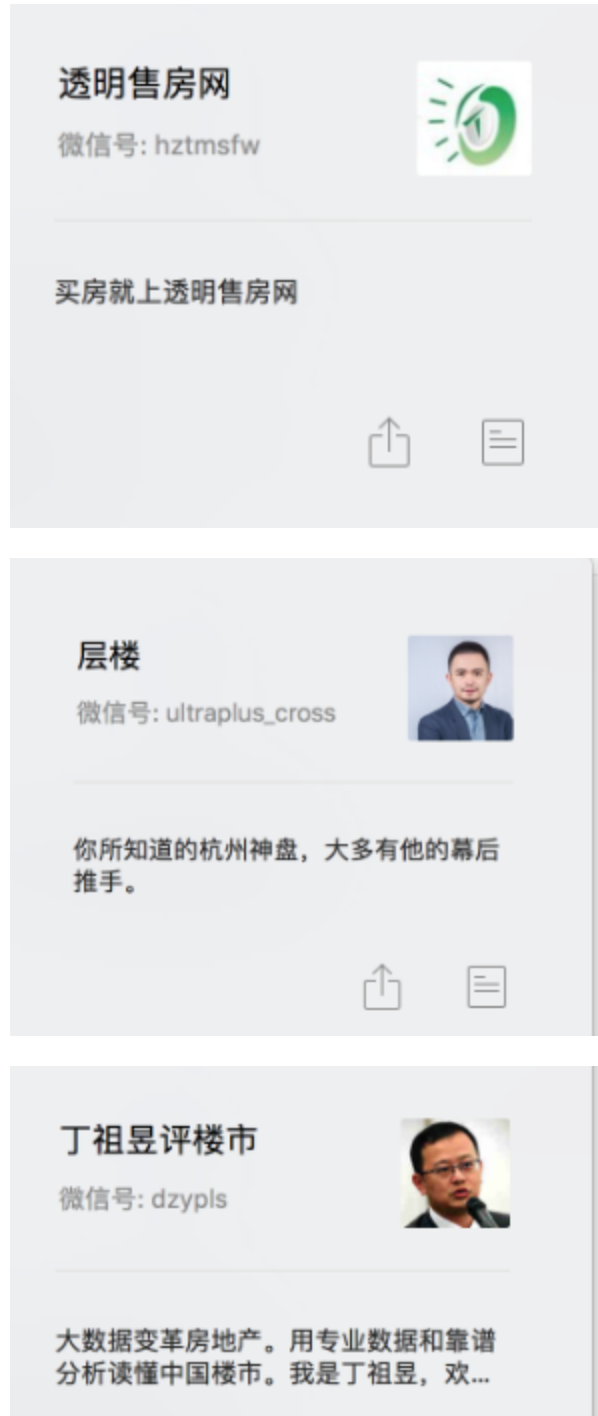 透明售房网
微信号: hztmsfw
买房就上透明售房网
层楼
微信号: ultraplus_cross
你所知道的杭州神盘，大多有他的幕后
推手。
丁祖昱评楼市
微信号: dzypls
大数据变革房地产。用专业数据和靠谱
分析读懂中国楼市。我是丁祖昱，欢...